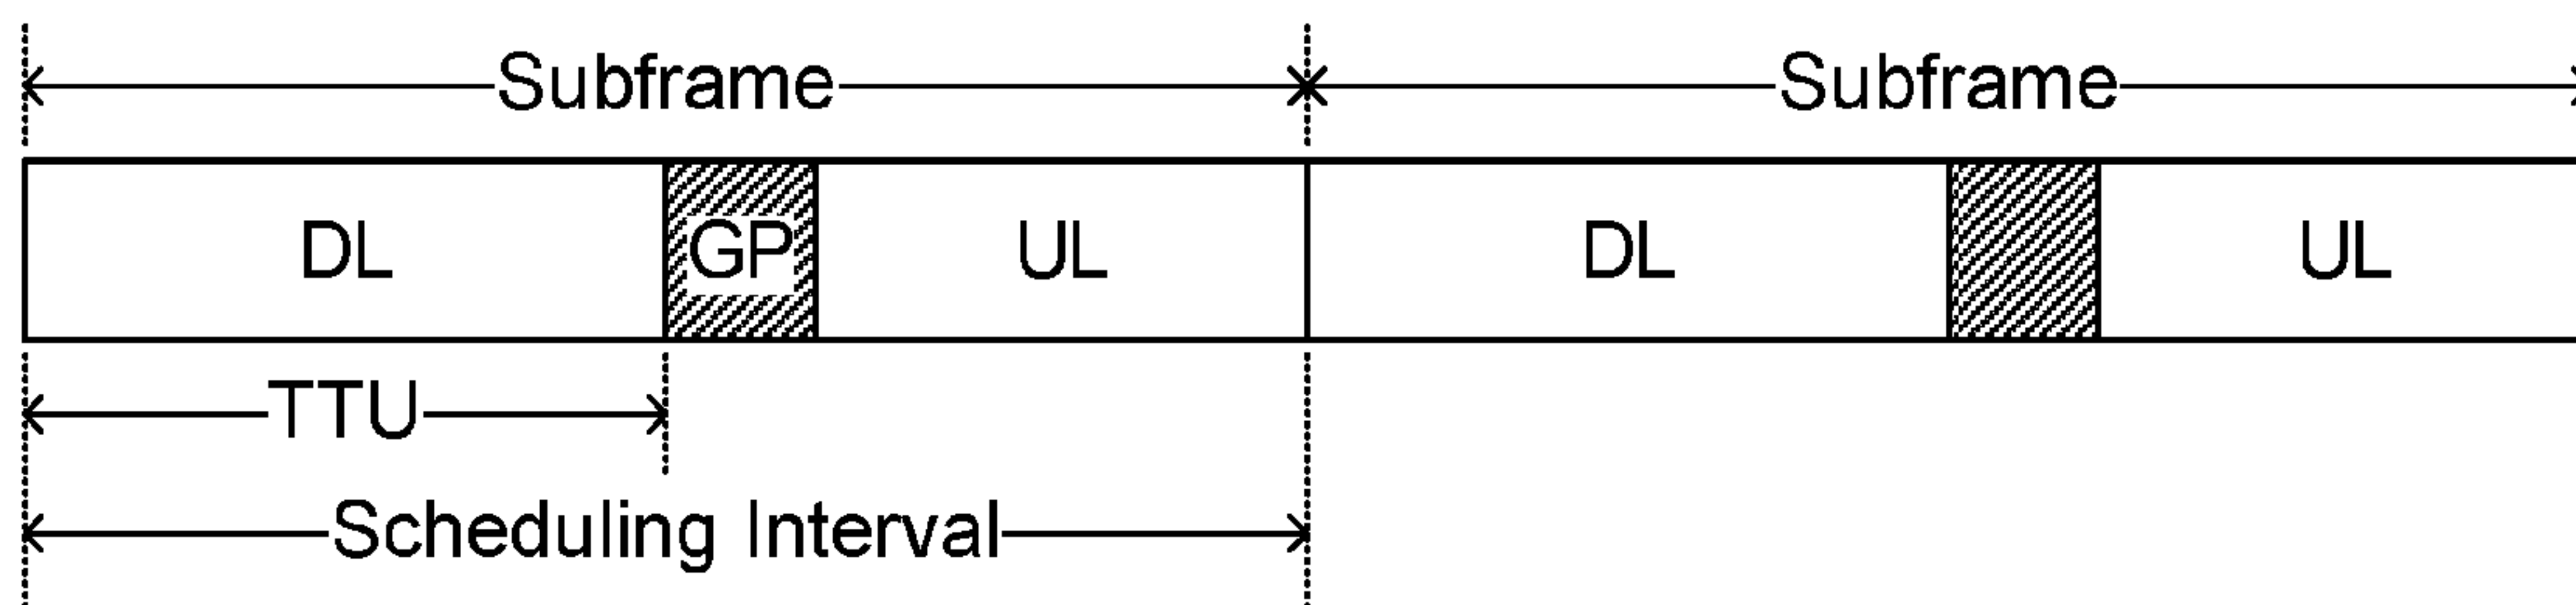 Subframe Subframe
DL GP UL DL UL
TTU
Scheduling Interval